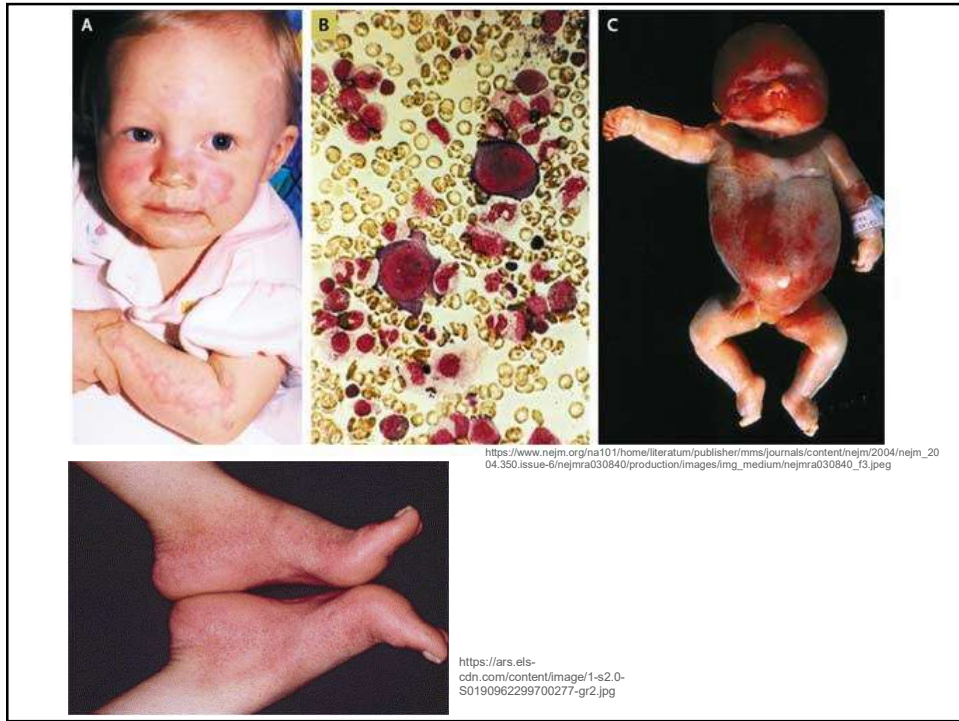 A
B
C
https://www.nejm.org/na101/home/literatum/publisher/mms/journals/content/nejm/2004/nejm_20
04.350.issue-6/nejmra030840/production/images/img_medium/nejmra030840_f3.jpeg
https://ars.els-
cdn.com/content/image/1-s2.0-
S0190962299700277-gr2.jpg